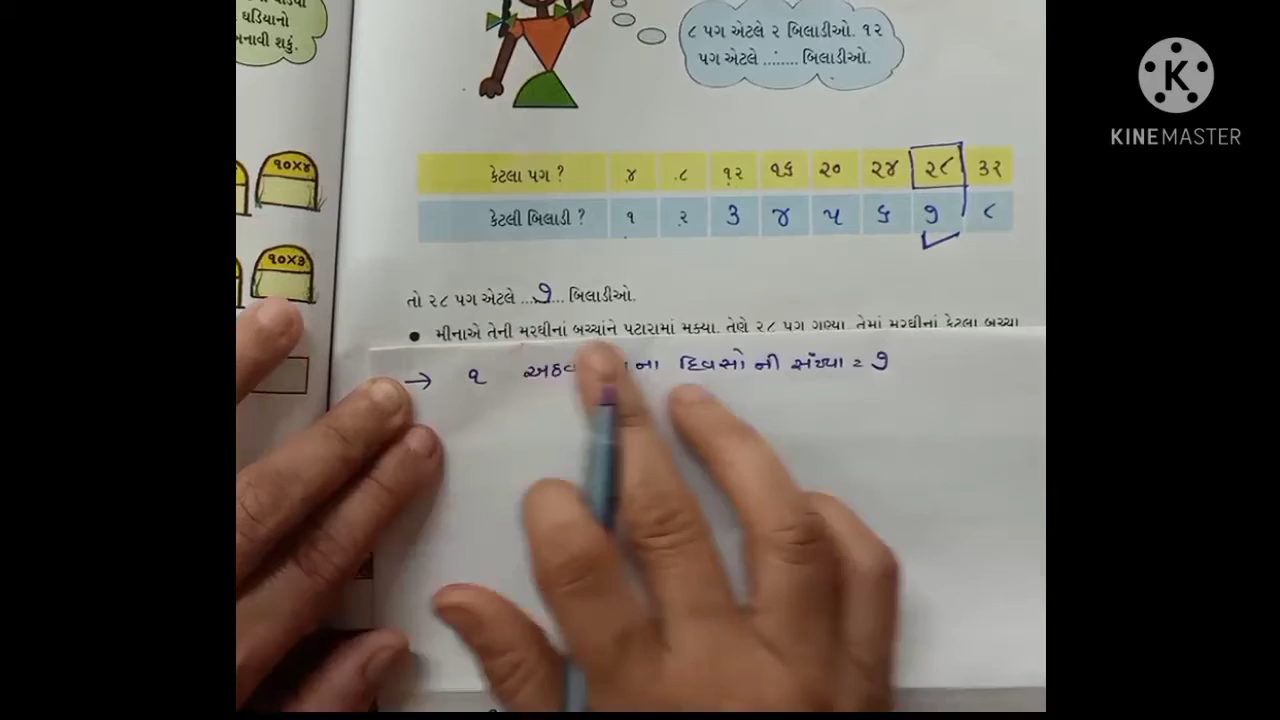 ઘડિયાનો
બનાવી શકું.
૮ પગ એટલે ૨ બિલાડીઓ. ૧૨
પગ એટલે ........ બિલાડીઓ.
K
KINEMASTER
૧૦×૪
કેટલા પગ ? ૪ ૮ ૧૨ ૧૬ ૨૦ ૨૪ ૨૮ ૩૨
કેટલી બિલાડી ? ૧ ૨ ૩ ૪ ૫ ૬ ૭ ૮
૧૦×૩
તો ૨૮ પગ એટલે ...૭... બિલાડીઓ.
● મીનાએ તેની મરઘીનાં બચ્ચાંને પટારામાં મૂક્યા. તેણે ૨૮ પગ ગણ્યા. તેમાં મરઘીનાં કેટલા બચ્ચા
→ ૧ ના દિવસો ની સંખ્યા = ૭